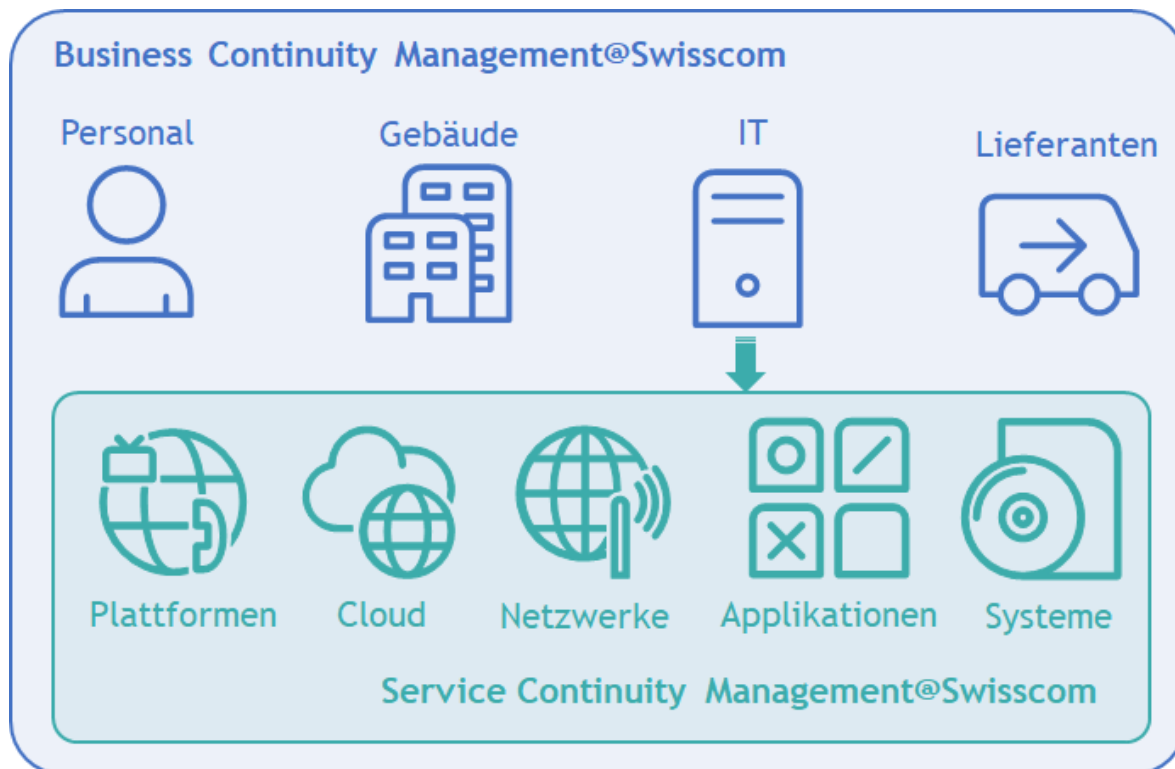 Business Continuity Management@Swisscom
Personal
Gebäude
IT
Lieferanten
Plattformen
Cloud
Netzwerke
Applikationen
Systeme
Service Continuity Management@Swisscom